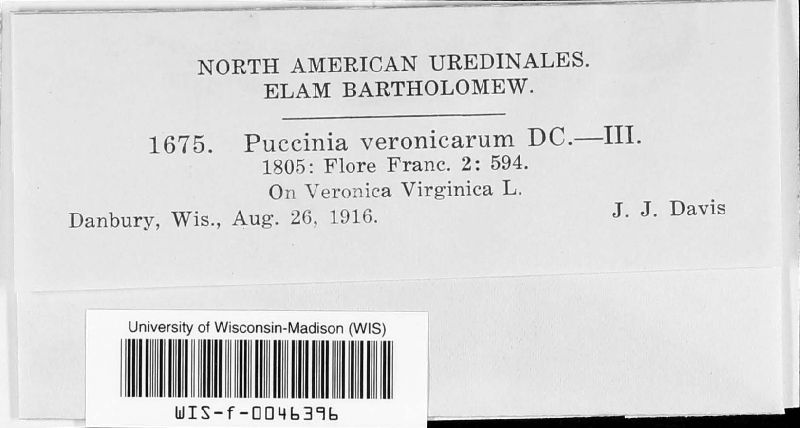 NORTH AMERICAN UREDINALES.
ELAM BARTHOLOMEW.
1675. Puccinia veronicarum DC.—III.
1805: Flore Franc. 2: 594.
On Veronica Virginica L.
Danbury, Wis., Aug. 26, 1916. J. J. Davis
University of Wisconsin-Madison (WIS)
WIS-f-0046396